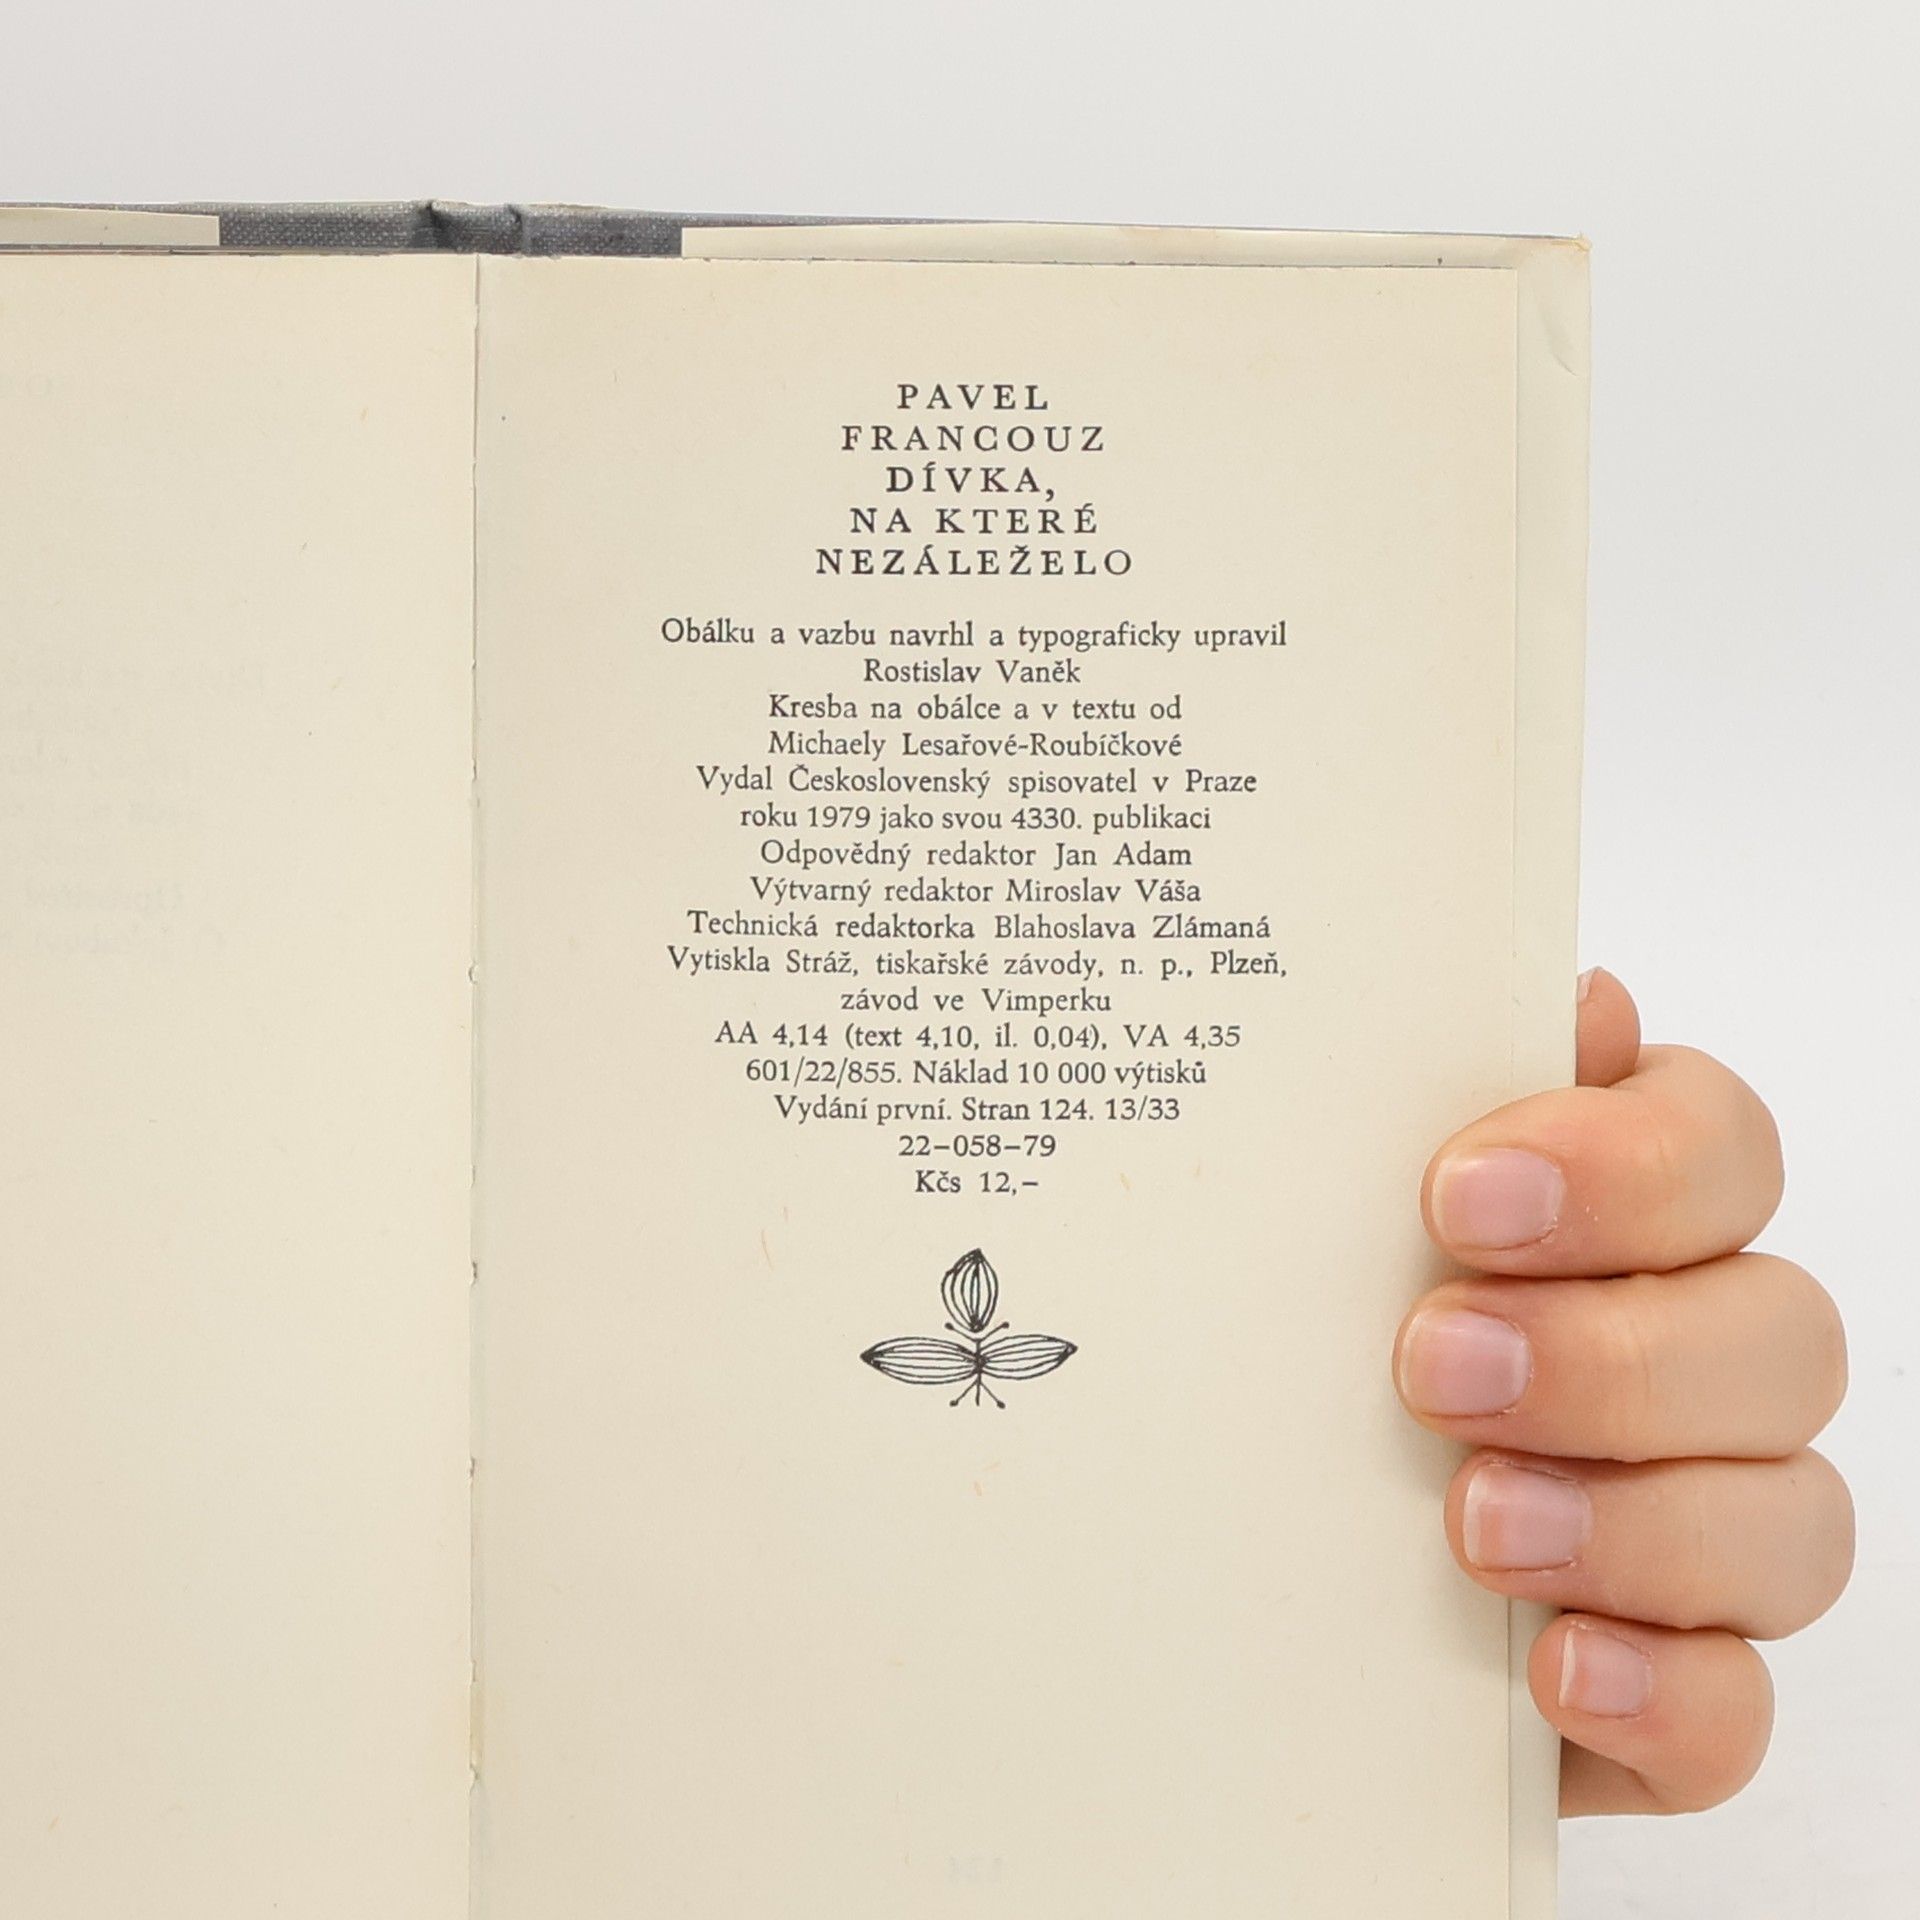 PAVEL
FRANCOUZ
DÍVKA,
NA KTERÉ
NEZÁLEŽELO
Obálku a vazbu navrhl a typograficky upravil
Rostislav Vaněk
Kresba na obálce a v textu od
Michaely Lesařové-Roubíčkové
Vydal Československý spisovatel v Praze
roku 1979 jako svou 4330. publikaci
Odpovědný redaktor Jan Adam
Výtvarný redaktor Miroslav Váša
Technická redaktorka Blahoslava Zlámaná
Vytiskla Stráž, tiskařské závody, n. p., Plzeň,
závod ve Vimperku
AA 4,14 (text 4,10, il. 0,04), VA 4,35
601/22/855. Náklad 10 000 výtisků
Vydání první. Stran 124. 13/33
22–058–79
Kčs 12,–